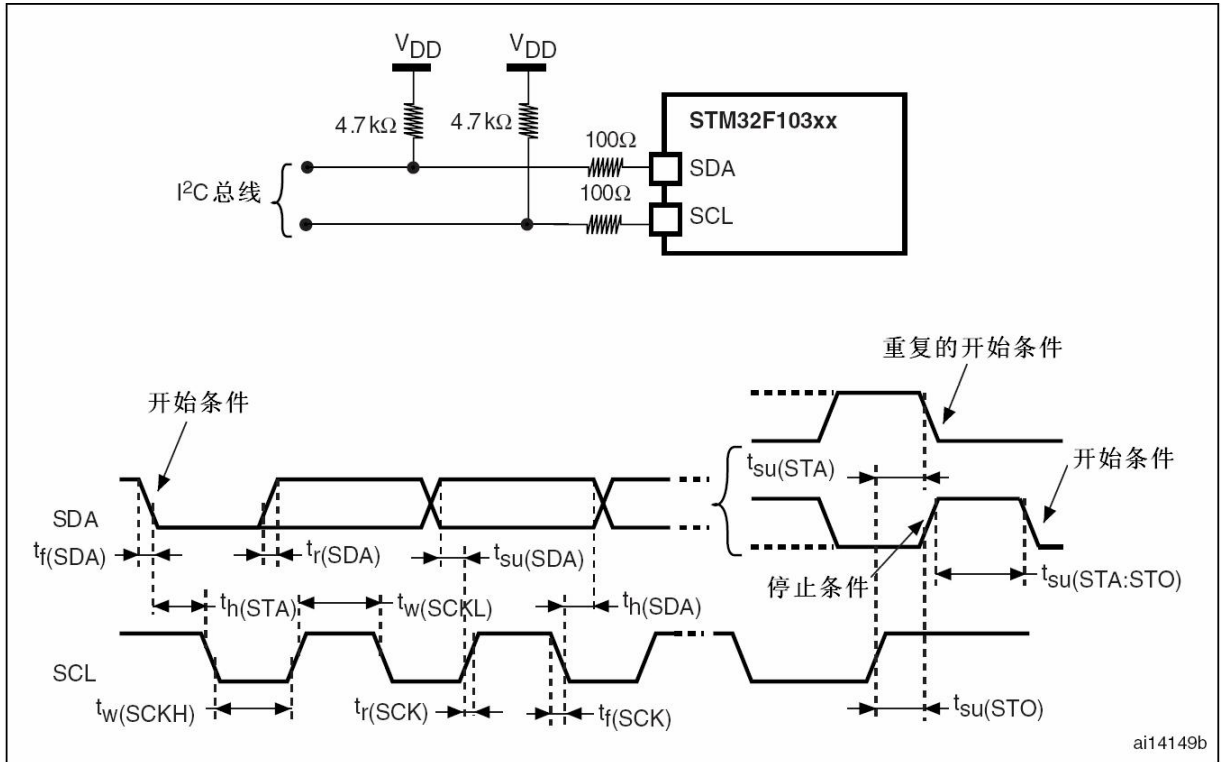 VDD
VDD
4.7kΩ
4.7kΩ
100Ω
100Ω
STM32F103xx
SDA
SCL
I²C总线
重复的开始条件
开始条件
开始条件
tsu(STA)
SDA
tf(SDA)
tr(SDA)
tsu(SDA)
停止条件
tsu(STA:STO)
th(STA)
tw(SCKL)
th(SDA)
SCL
tw(SCKH)
tr(SCK)
tf(SCK)
tsu(STO)
ai14149b